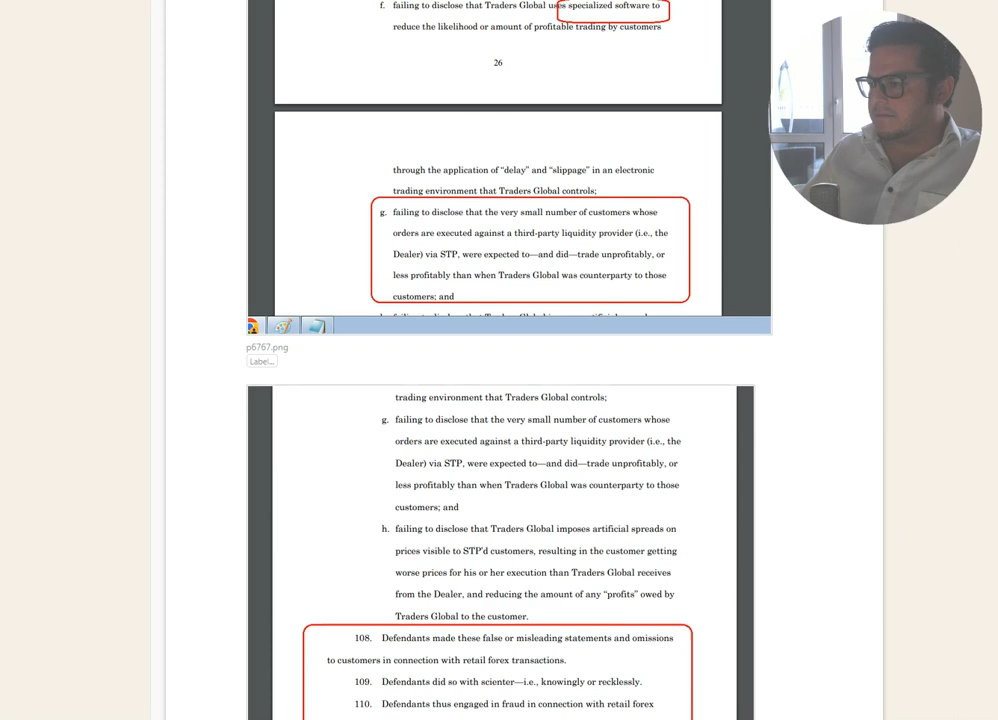 f. failing to disclose that Traders Global uses specialized software to
reduce the likelihood or amount of profitable trading by customers
26
through the application of “delay” and “slippage” in an electronic
trading environment that Traders Global controls;
g. failing to disclose that the very small number of customers whose
orders are executed against a third-party liquidity provider (i.e., the
Dealer) via STP, were expected to—and did—trade unprofitably, or
less profitably than when Traders Global was counterparty to those
customers; and
p6767.png
Label...
trading environment that Traders Global controls;
g. failing to disclose that the very small number of customers whose
orders are executed against a third-party liquidity provider (i.e., the
Dealer) via STP, were expected to—and did—trade unprofitably, or
less profitably than when Traders Global was counterparty to those
customers; and
h. failing to disclose that Traders Global imposes artificial spreads on
prices visible to STP’d customers, resulting in the customer getting
worse prices for his or her execution than Traders Global receives
from the Dealer, and reducing the amount of any “profits” owed by
Traders Global to the customer.
108. Defendants made these false or misleading statements and omissions
to customers in connection with retail forex transactions.
109. Defendants did so with scienter—i.e., knowingly or recklessly.
110. Defendants thus engaged in fraud in connection with retail forex